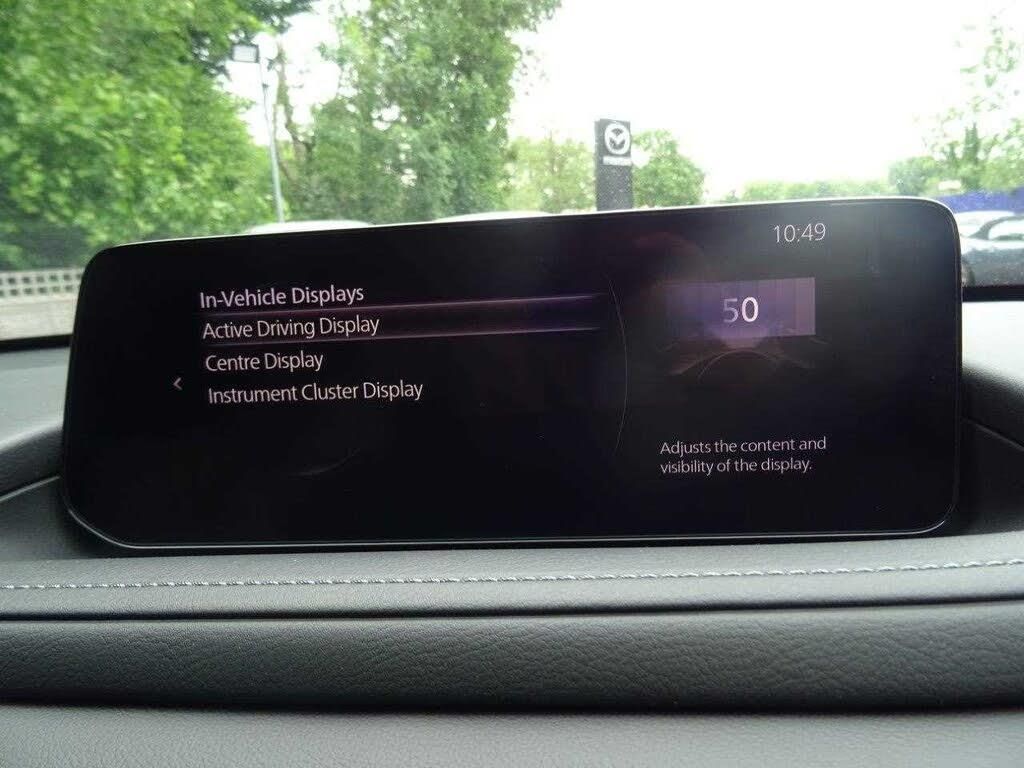 10:49
In-Vehicle Displays
Active Driving Display
Centre Display
Instrument Cluster Display
50
Adjusts the content and
visibility of the display.